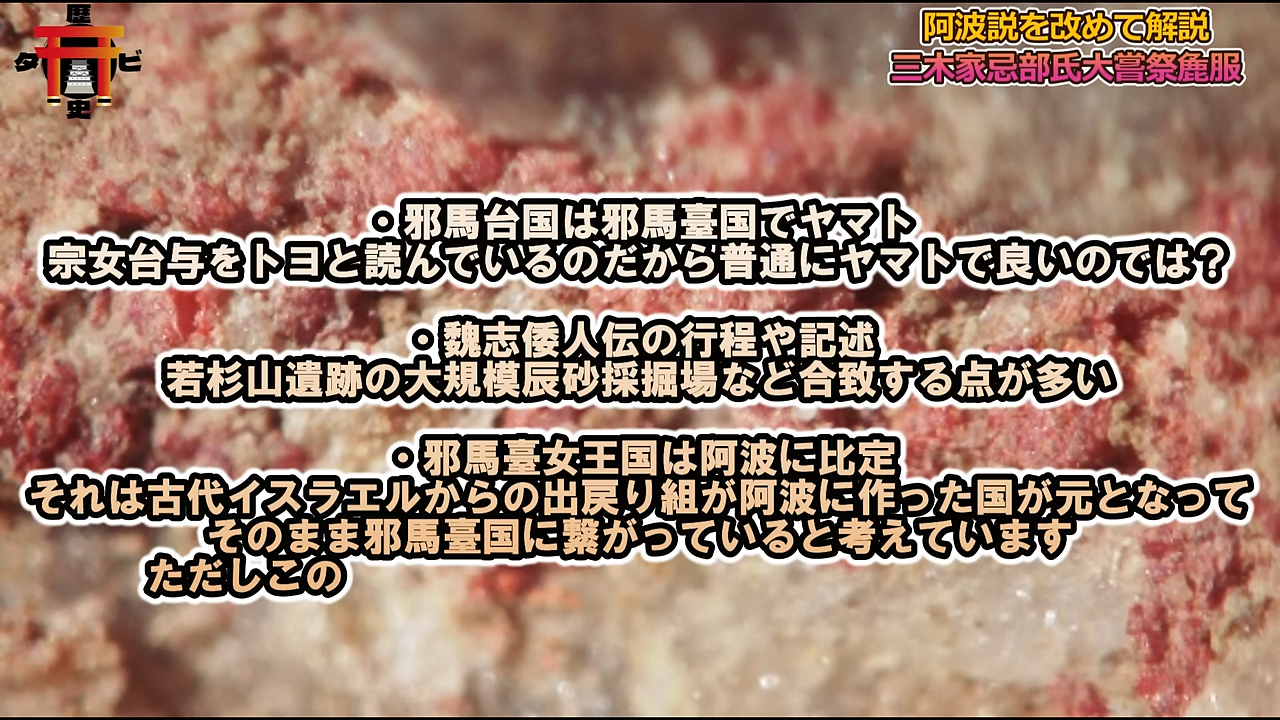 歴
タビ
史
阿波説を改めて解説
三木家忌部氏大嘗祭麁服
・邪馬台国は邪馬臺国でヤマト
宗女台与をトヨと読んでいるのだから普通にヤマトで良いのでは？
・魏志倭人伝の行程や記述
若杉山遺跡の大規模辰砂採掘場など合致する点が多い
・邪馬臺女王国は阿波に比定
それは古代イスラエルからの出戻り組が阿波に作った国が元となって
そのまま邪馬臺国に繋がっていると考えています
ただしこの